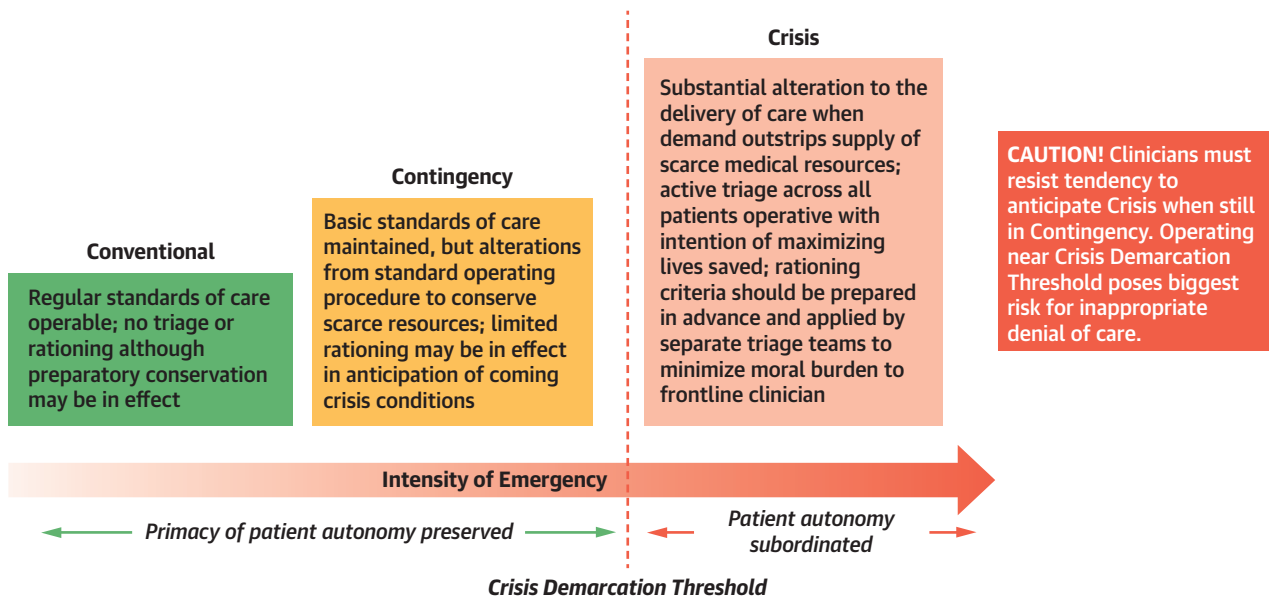 Conventional
Regular standards of care
operable; no triage or
rationing although
preparatory conservation
may be in effect
Contingency
Basic standards of care
maintained, but alterations
from standard operating
procedure to conserve
scarce resources; limited
rationing may be in effect
in anticipation of coming
crisis conditions
Crisis
Substantial alteration to the
delivery of care when
demand outstrips supply of
scarce medical resources;
active triage across all
patients operative with
intention of maximizing
lives saved; rationing
criteria should be prepared
in advance and applied by
separate triage teams to
minimize moral burden to
frontline clinician
CAUTION! Clinicians must
resist tendency to
anticipate Crisis when still
in Contingency. Operating
near Crisis Demarcation
Threshold poses biggest
risk for inappropriate
denial of care.
Intensity of Emergency
Primacy of patient autonomy preserved
Patient autonomy
subordinated
Crisis Demarcation Threshold